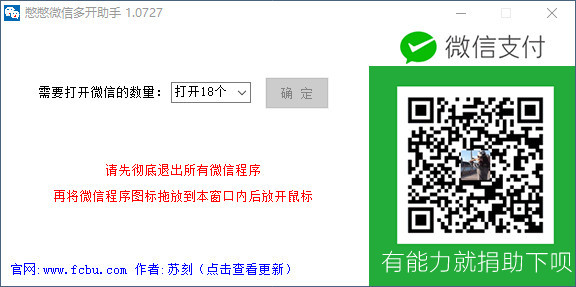 憋憋微信多开助手 1.0727
需要打开微信的数量： 打开18个 确 定
请先彻底退出所有微信程序
再将微信程序图标拖放到本窗口内后放开鼠标
官网:www.fcbu.com 作者:苏刻（点击查看更新）
微信支付
有能力就捐助下呗